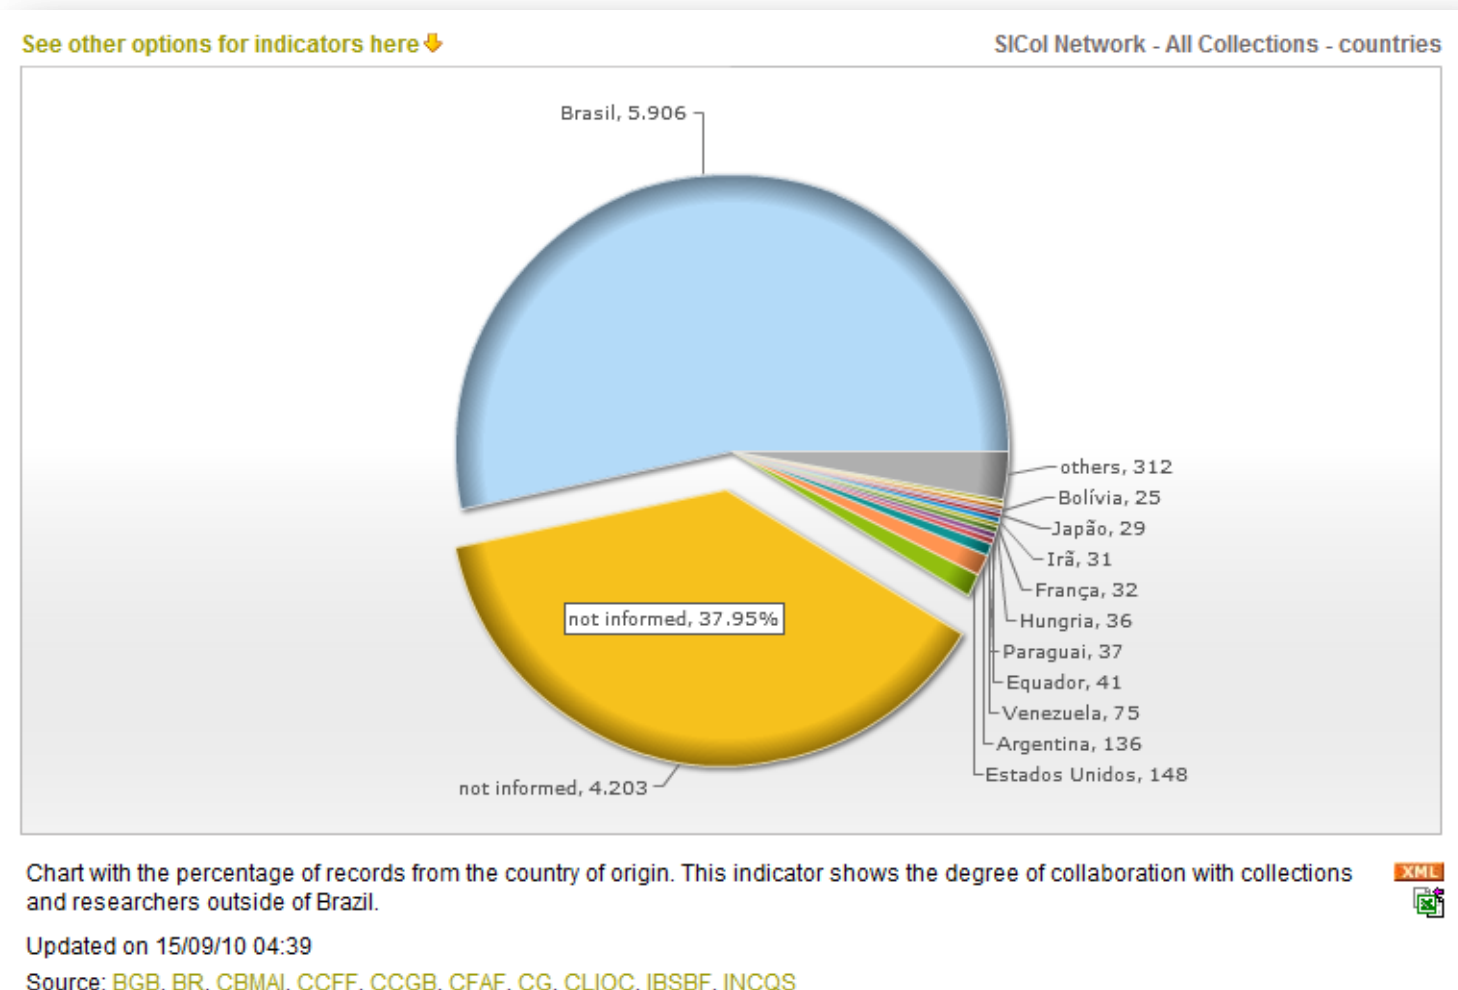 See other options for indicators here
SICol Network - All Collections - countries
Brasil, 5.906
others, 312
Bolívia, 25
Japão, 29
Irã, 31
França, 32
Hungria, 36
Paraguai, 37
Equador, 41
Venezuela, 75
Argentina, 136
Estados Unidos, 148
not informed, 37.95%
not informed, 4.203
Chart with the percentage of records from the country of origin. This indicator shows the degree of collaboration with collections
and researchers outside of Brazil.
XML
Updated on 15/09/10 04:39
Source: BGB, BR, CBMAI, CCFF, CCGB, CFAF, CG, CLIOC, IBSBF, INCQS